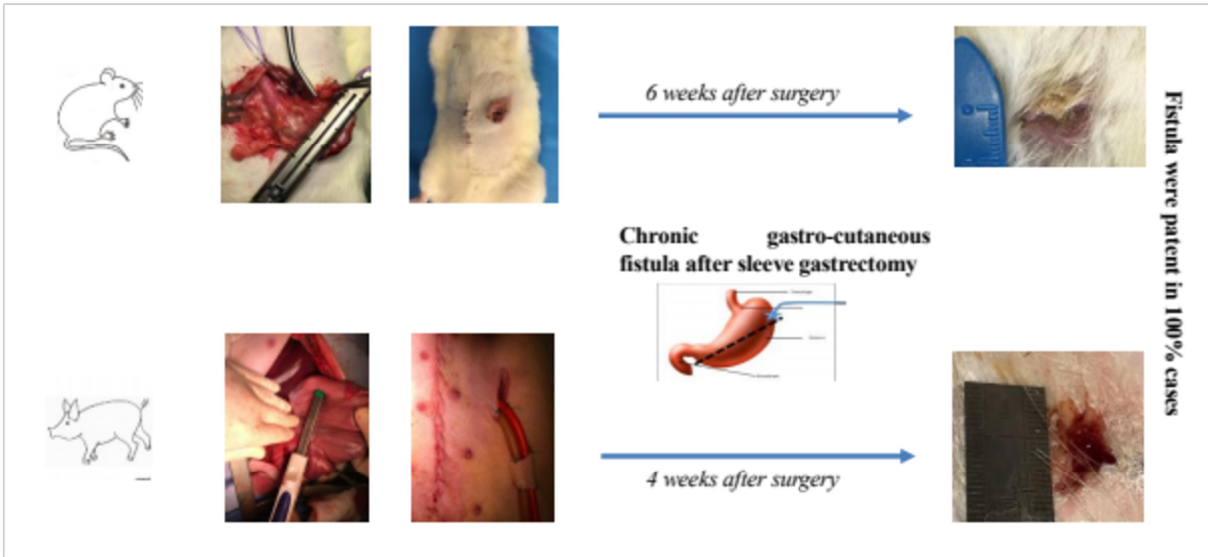 6 weeks after surgery
Chronic gastro-cutaneous
fistula after sleeve gastrectomy
4 weeks after surgery
Fistula were patent in 100% cases